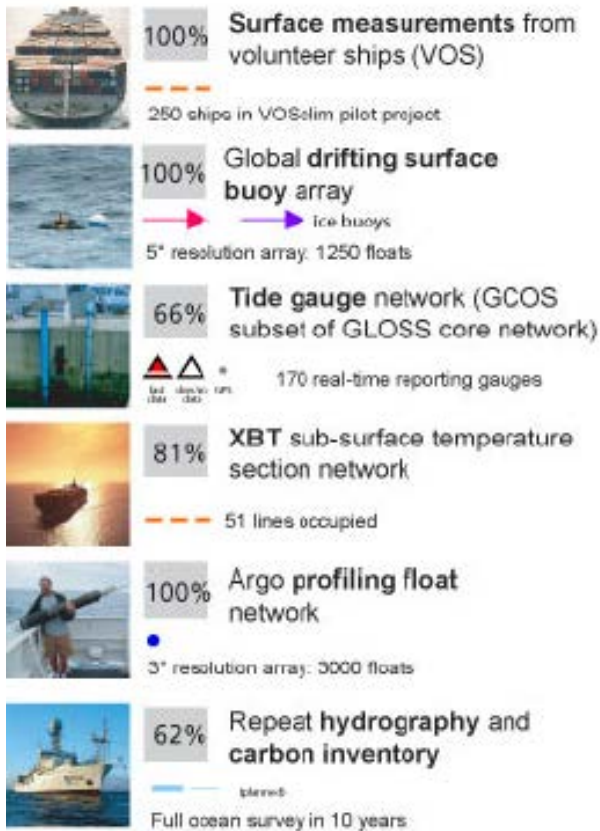 100%
Surface measurements from
volunteer ships (VOS)
250 ships in VOSclim pilot project
100%
Global drifting surface
buoy array
ice buoys
5° resolution array: 1250 floats
66%
Tide gauge network (GCOS
subset of GLOSS core network)
170 real-time reporting gauges
81%
XBT sub-surface temperature
section network
51 lines occupied
100%
Argo profiling float
network
3° resolution array: 3000 floats
62%
Repeat hydrography and
carbon inventory
Full ocean survey in 10 years